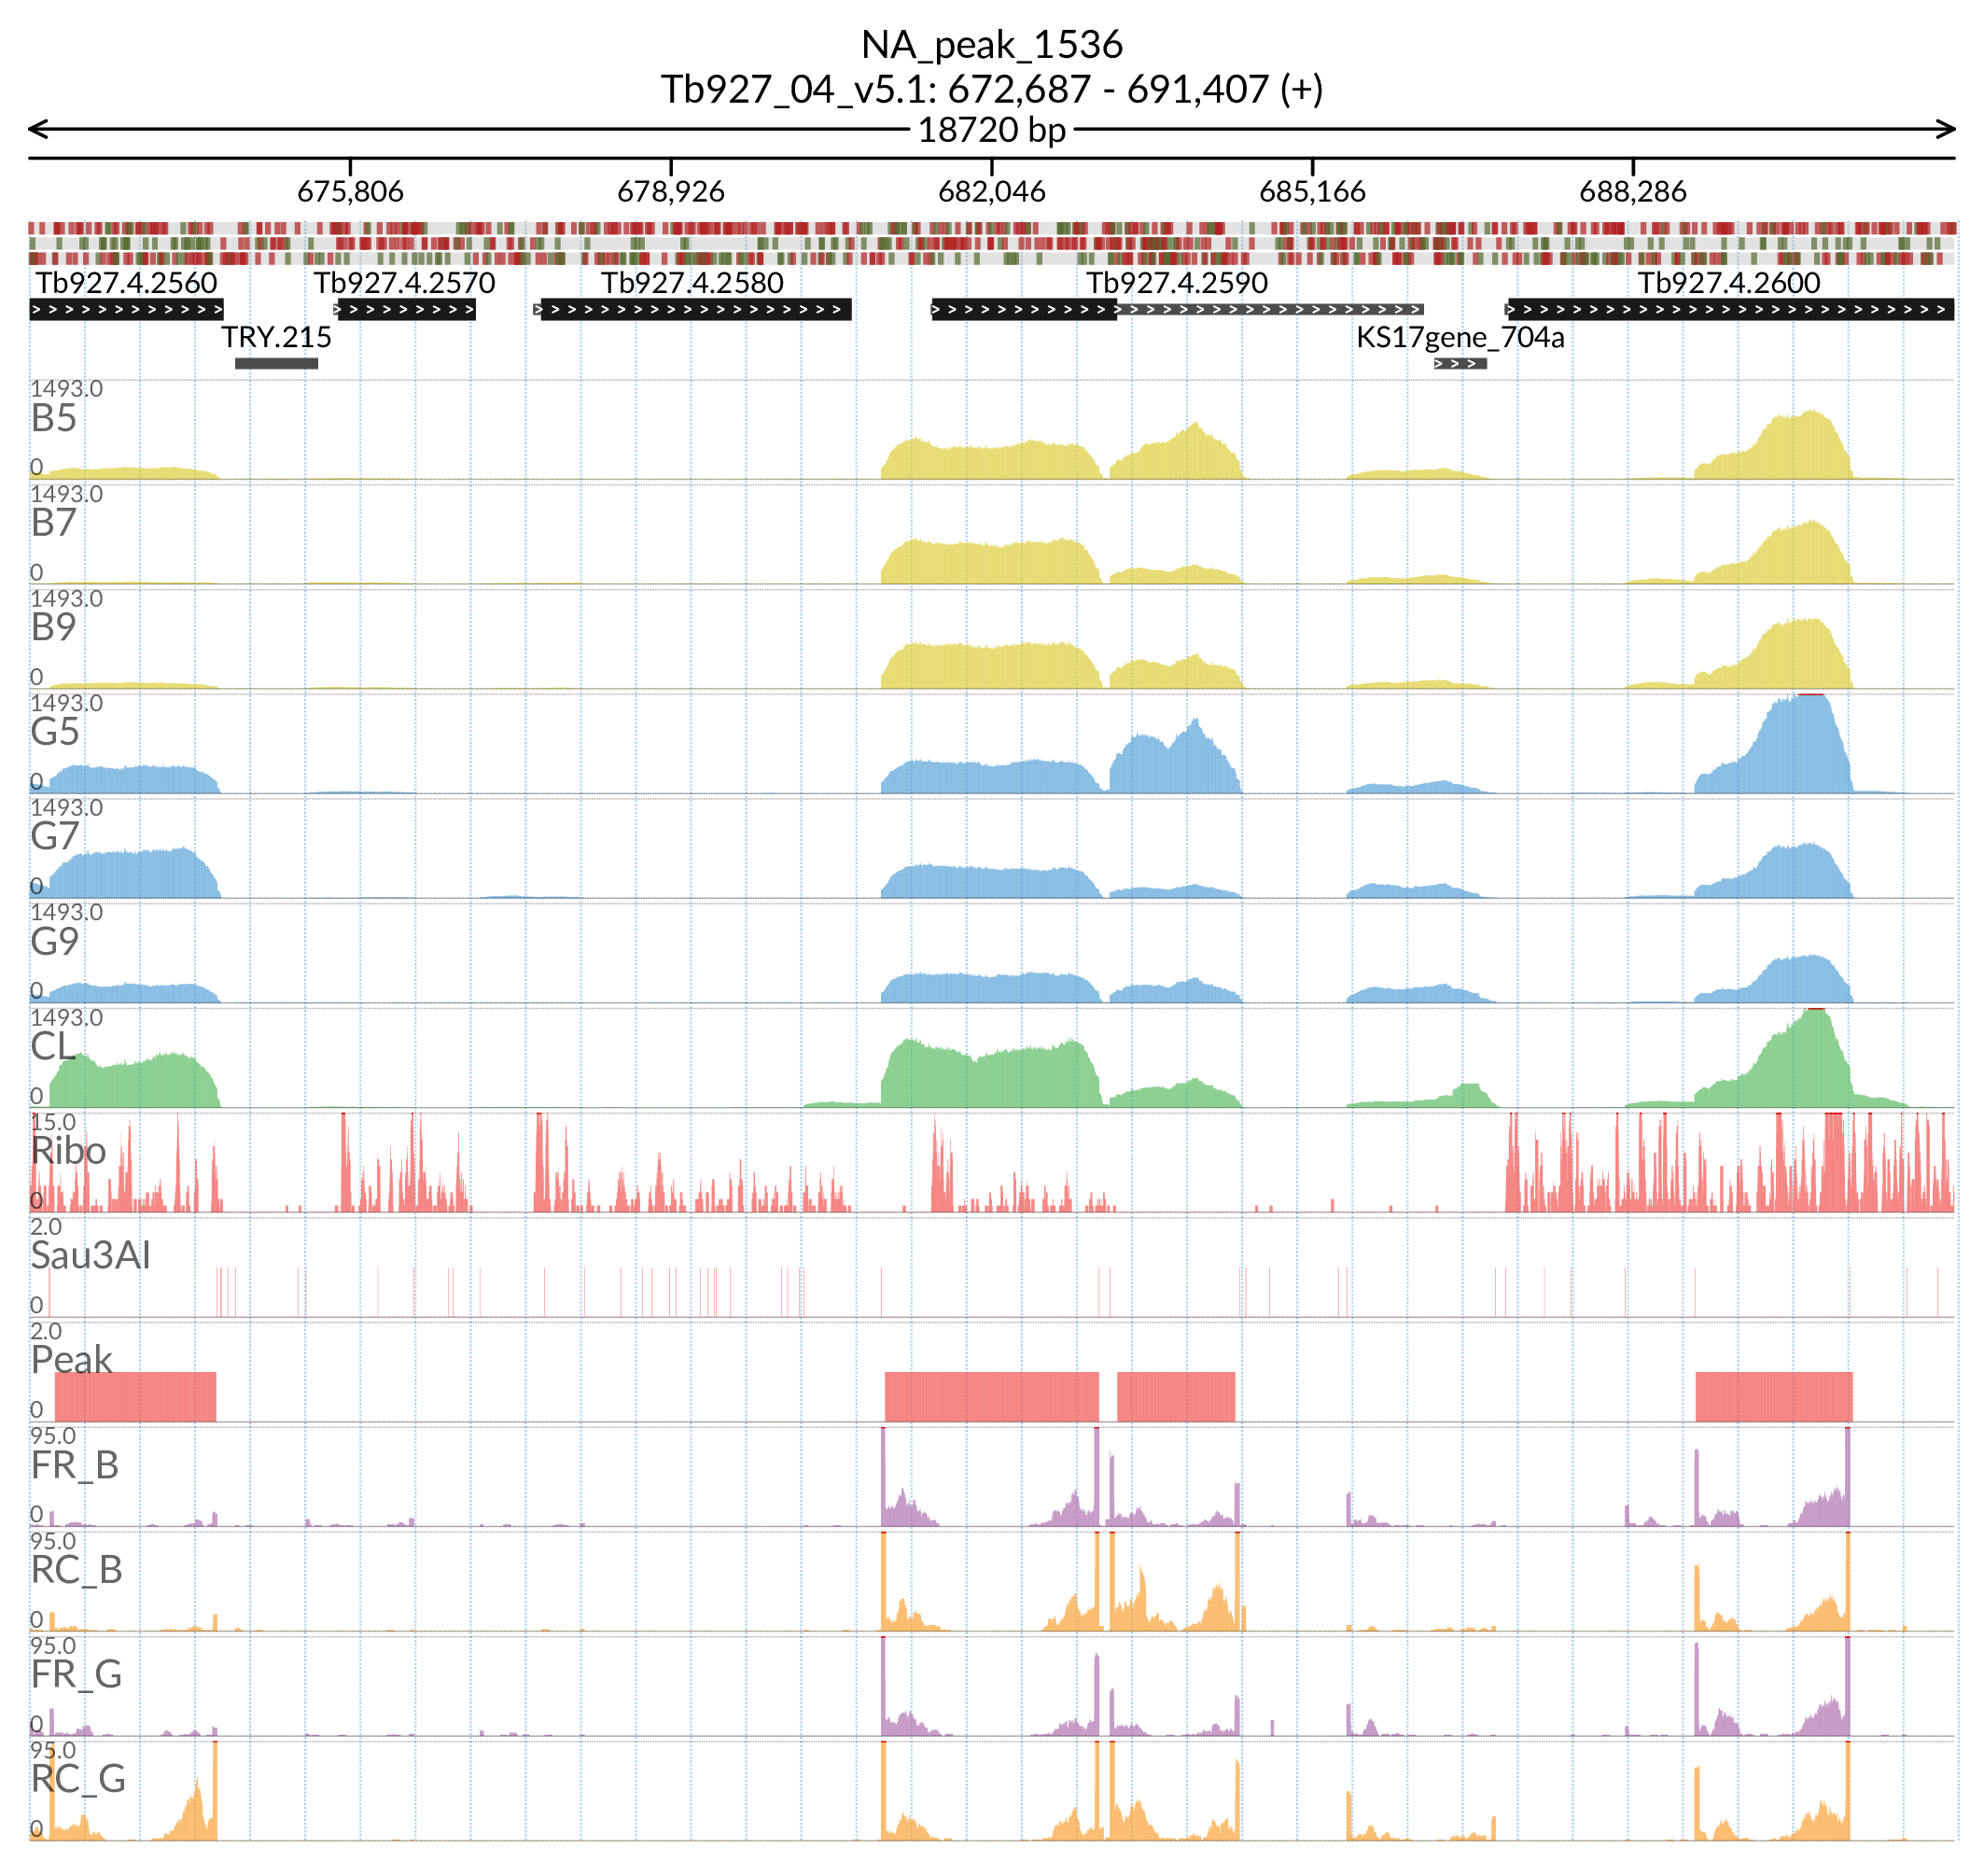 NA_peak_1536
Tb927_04_v5.1: 672,687 - 691,407 (+)
18720 bp
675,806 678,926 682,046 685,166 688,286
Tb927.4.2560 Tb927.4.2570 Tb927.4.2580 Tb927.4.2590 Tb927.4.2600
TRY.215 KS17gene_704a
1493.0
B5
0
1493.0
B7
0
1493.0
B9
0
1493.0
G5
0
1493.0
G7
0
1493.0
G9
0
1493.0
CL
0
15.0
Ribo
0
2.0
Sau3AI
0
2.0
Peak
0
95.0
FR_B
0
95.0
RC_B
0
95.0
FR_G
0
95.0
RC_G
0